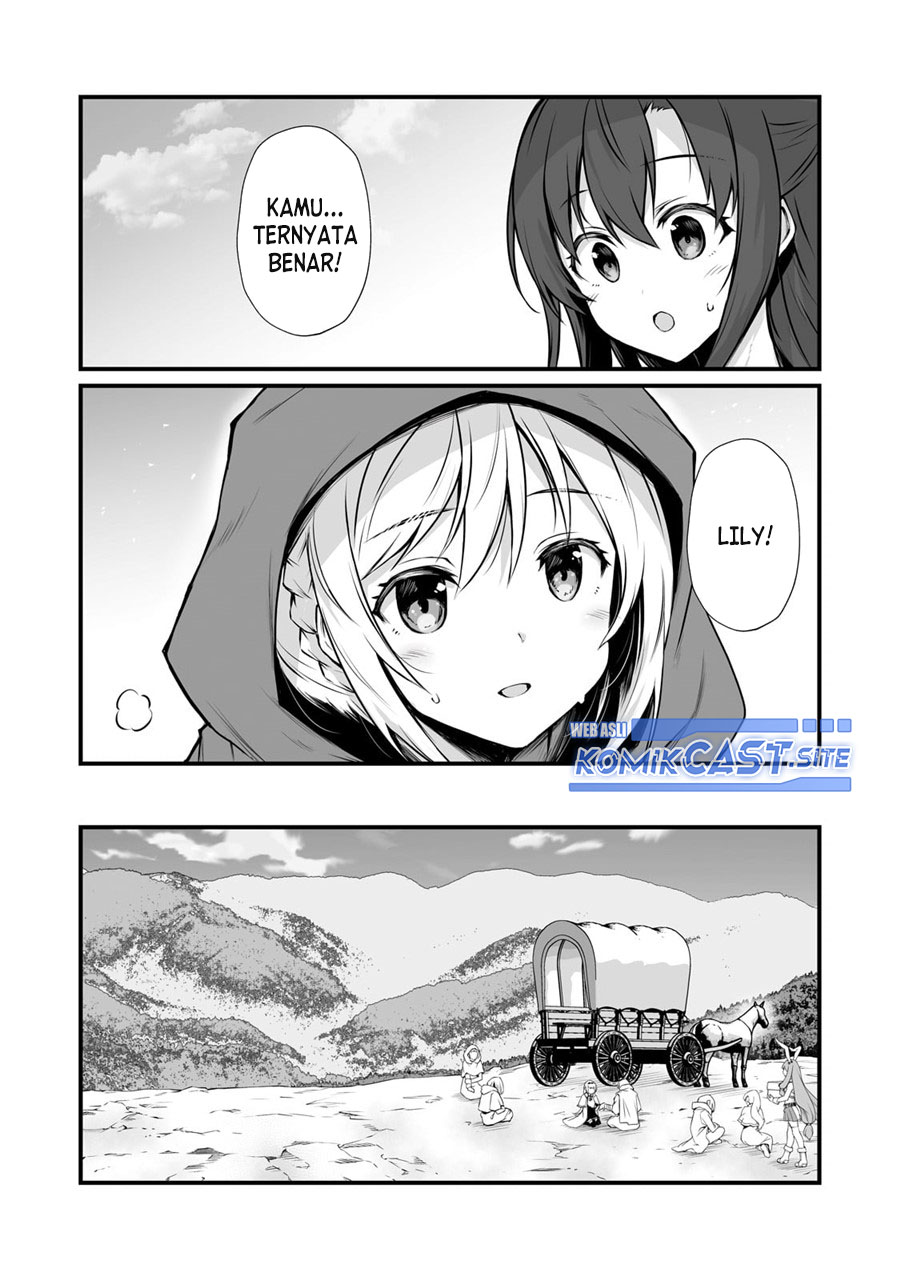 KAMU...
TERNYATA
BENAR!
LILY!
WEB ASLI
KOMIKCAST.SITE